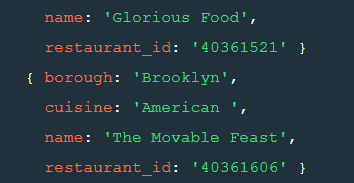 name: 'Glorious Food',
restaurant_id: '40361521' }
{ borough: 'Brooklyn',
cuisine: 'American ',
name: 'The Movable Feast',
restaurant_id: '40361606' }